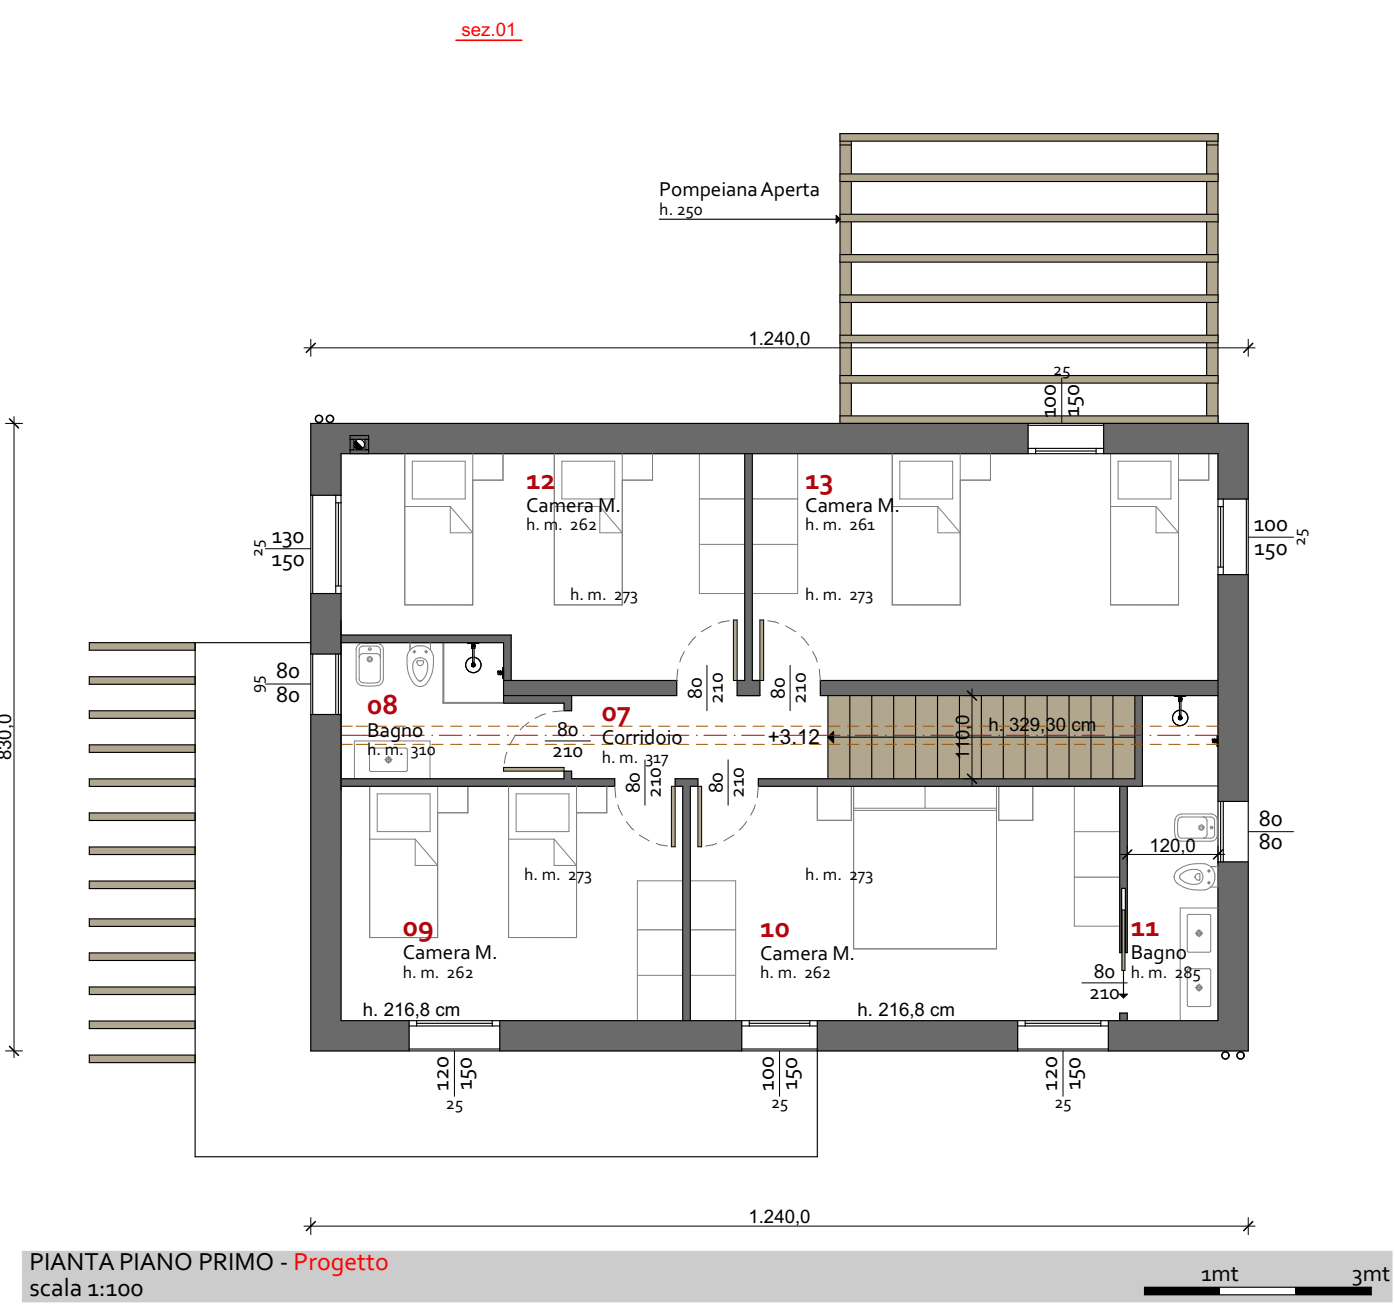 sez.01
Pompeiana Aperta
h. 250
1.240,0
25
100
150
12
Camera M.
h. m. 262
13
Camera M.
h. m. 261
25
130
150
100
150
25
h. m. 273
h. m. 273
95
80
80
80
210
80
210
08
Bagno
h. m. 310
80
210
07
Corridoio
h. m. 317
+3.12
110,0
h. 329,30 cm
830,0
80
210
80
210
80
80
120,0
h. m. 273
h. m. 273
09
Camera M.
h. m. 262
10
Camera M.
h. m. 262
11
Bagno
h. m. 285
80
210
h. 216,8 cm
h. 216,8 cm
120
150
25
100
150
25
120
150
25
1.240,0
PIANTA PIANO PRIMO - Progetto
scala 1:100
1mt
3mt